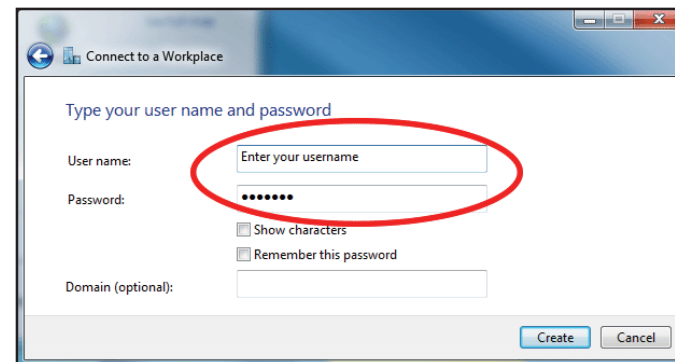 Connect to a Workplace
Type your user name and password
User name:
Enter your username
Password:
•••••••
Show characters
Remember this password
Domain (optional):
Create Cancel